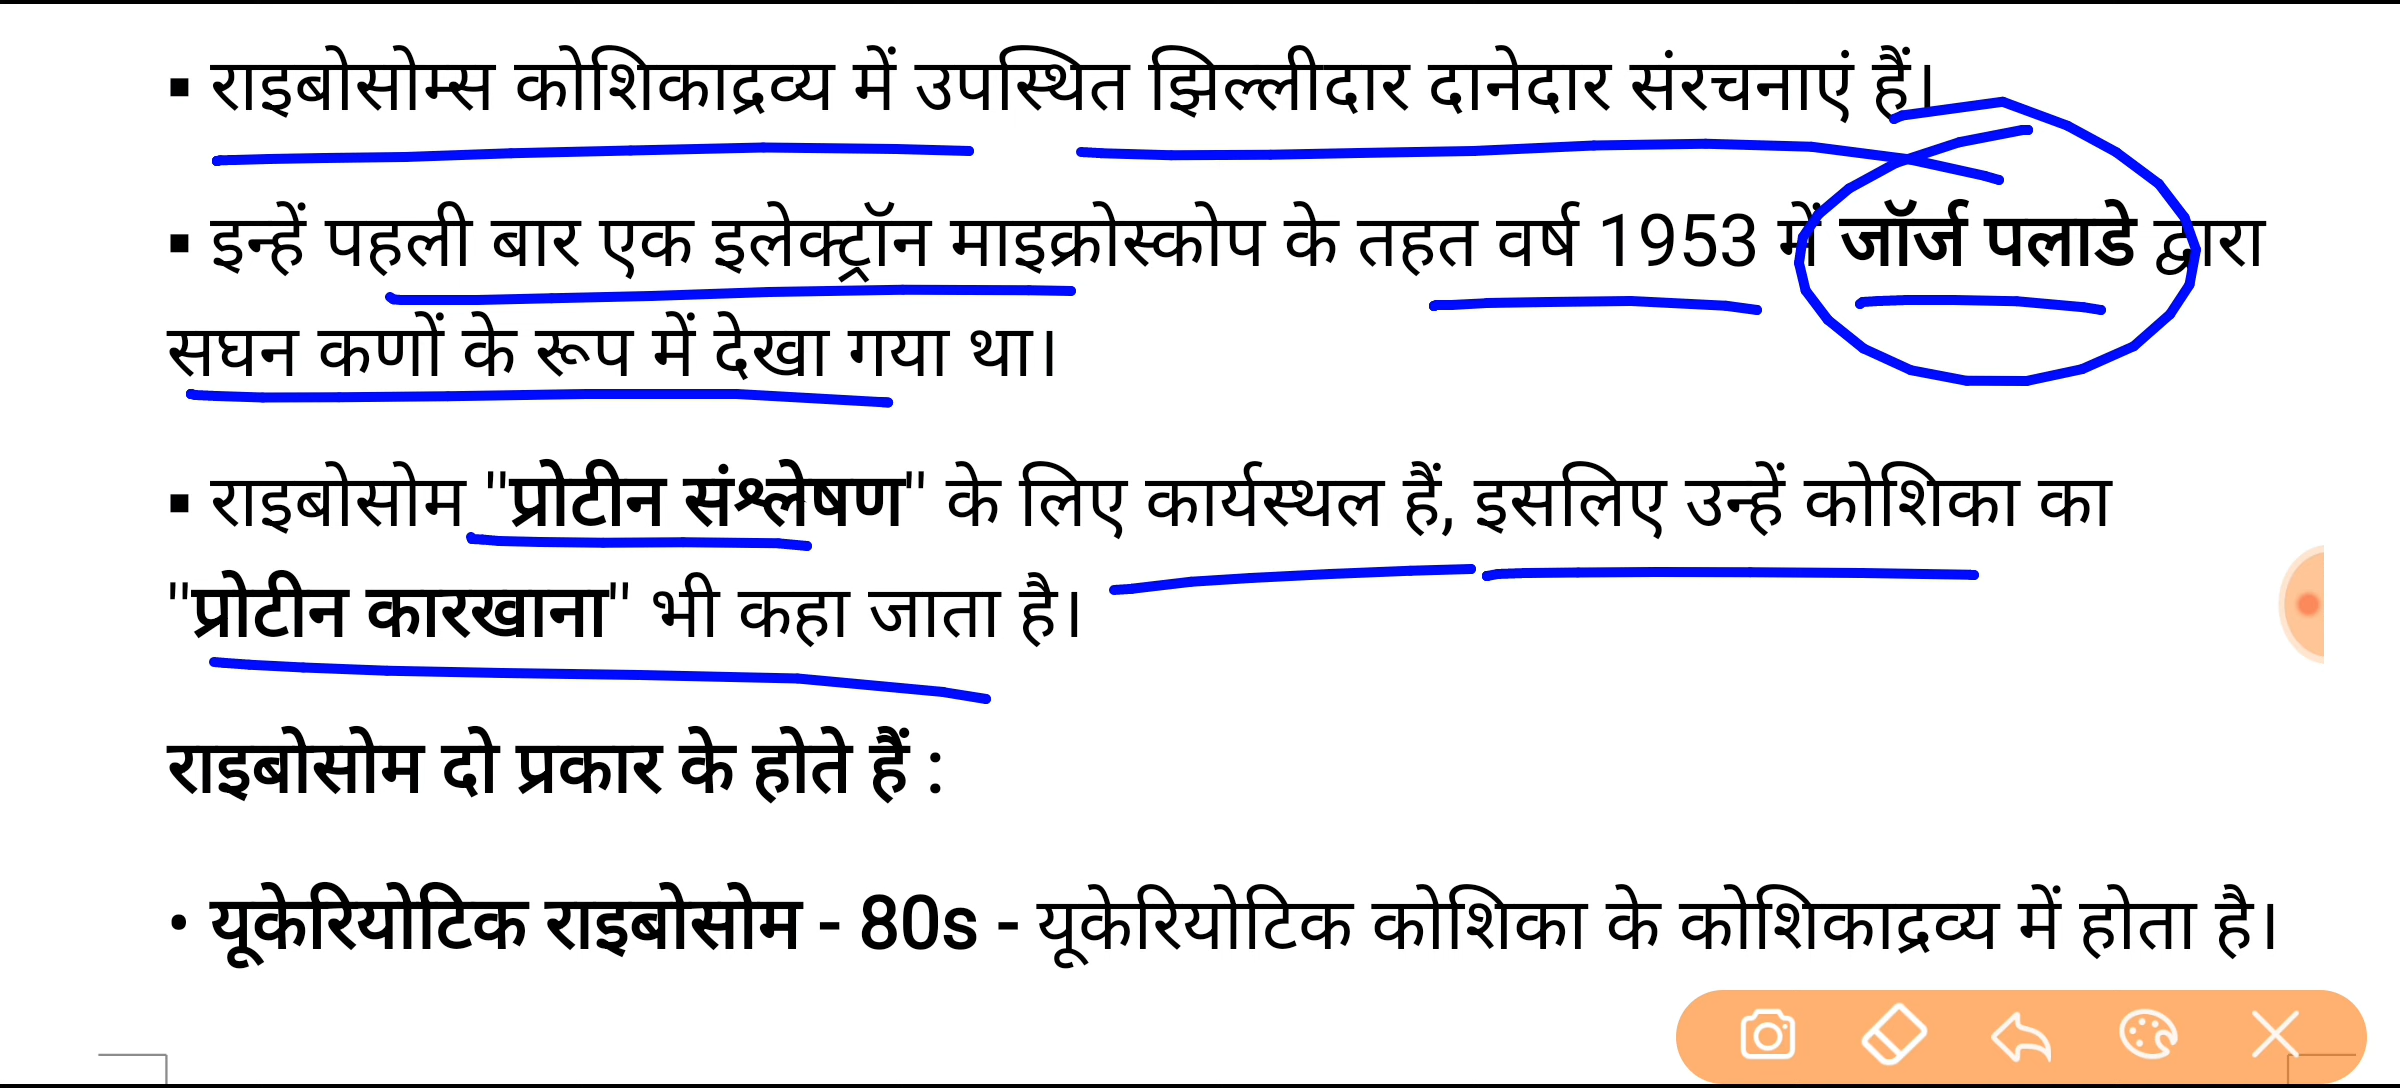 ▪ राइबोसोम्स कोशिकाद्रव्य में उपस्थित झिल्लीदार दानेदार संरचनाएं हैं।
▪ इन्हें पहली बार एक इलेक्ट्रॉन माइक्रोस्कोप के तहत वर्ष 1953 में जॉर्ज पलाडे द्वारा
सघन कणों के रूप में देखा गया था।
▪ राइबोसोम "प्रोटीन संश्लेषण" के लिए कार्यस्थल हैं, इसलिए उन्हें कोशिका का
"प्रोटीन कारखाना" भी कहा जाता है।
राइबोसोम दो प्रकार के होते हैं :
• यूकेरियोटिक राइबोसोम - 80s - यूकेरियोटिक कोशिका के कोशिकाद्रव्य में होता है।